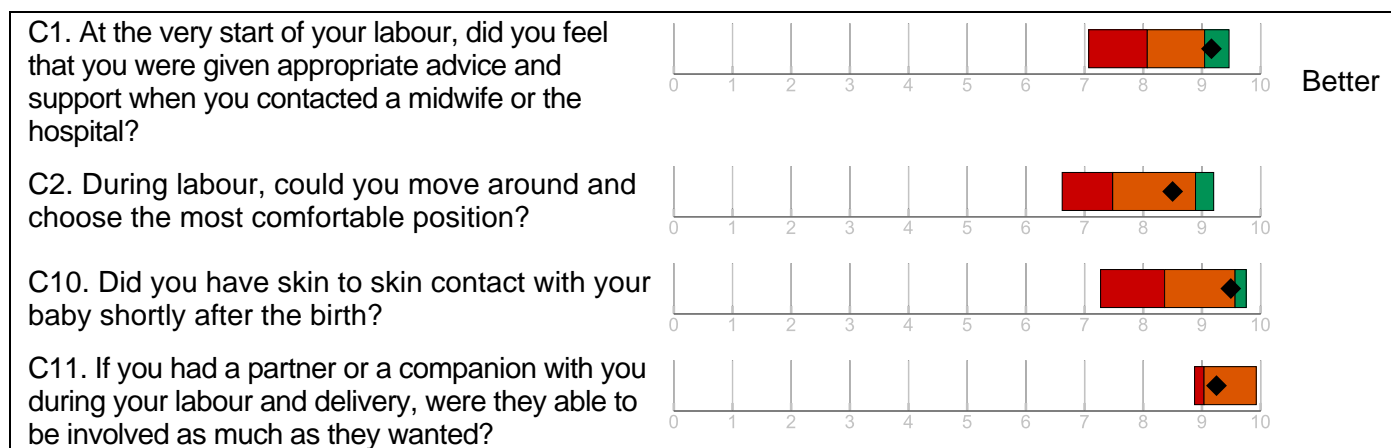 C1. At the very start of your labour, did you feel
that you were given appropriate advice and
support when you contacted a midwife or the
hospital?
0 1 2 3 4 5 6 7 8 9 10
Better
C2. During labour, could you move around and
choose the most comfortable position?
0 1 2 3 4 5 6 7 8 9 10
C10. Did you have skin to skin contact with your
baby shortly after the birth?
0 1 2 3 4 5 6 7 8 9 10
C11. If you had a partner or a companion with you
during your labour and delivery, were they able to
be involved as much as they wanted?
0 1 2 3 4 5 6 7 8 9 10